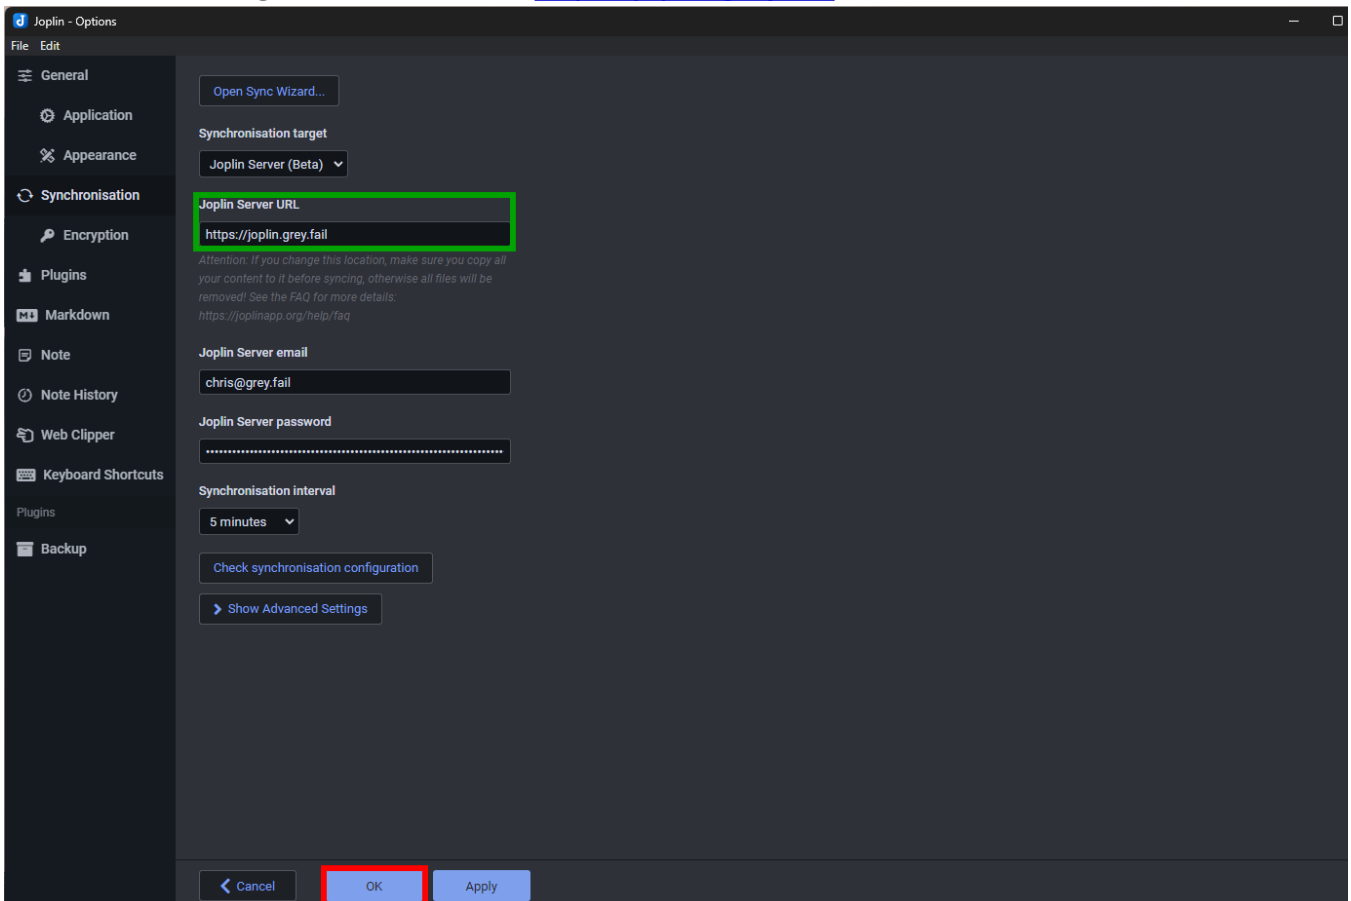 Joplin - Options
File Edit
General
Application
Appearance
Synchronisation
Encryption
Plugins
Markdown
Note
Note History
Web Clipper
Keyboard Shortcuts
Plugins
Backup
Open Sync Wizard...
Synchronisation target
Joplin Server (Beta)
Joplin Server URL
https://joplin.grey.fail
Attention: If you change this location, make sure you copy all
your content to it before syncing, otherwise all files will be
removed! See the FAQ for more details:
https://joplinapp.org/help/faq
Joplin Server email
chris@grey.fail
Joplin Server password
Synchronisation interval
5 minutes
Check synchronisation configuration
Show Advanced Settings
Cancel
OK
Apply